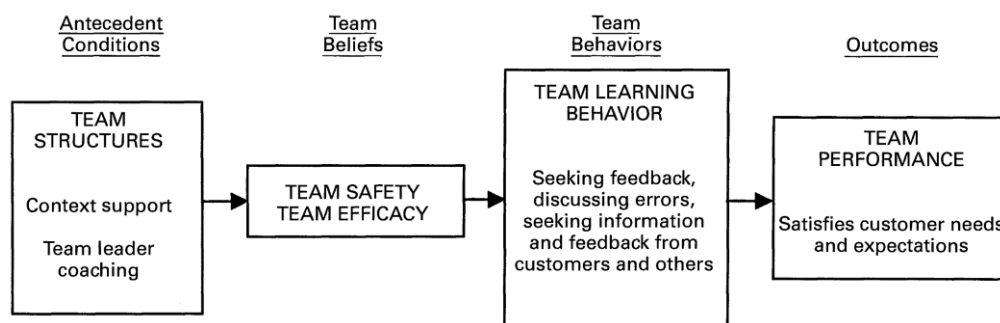 Antecedent
Conditions
Team
Beliefs
Team
Behaviors
Outcomes
TEAM
STRUCTURES
Context support
Team leader
coaching
TEAM SAFETY
TEAM EFFICACY
TEAM LEARNING
BEHAVIOR
Seeking feedback,
discussing errors,
seeking information
and feedback from
customers and others
TEAM
PERFORMANCE
Satisfies customer needs
and expectations